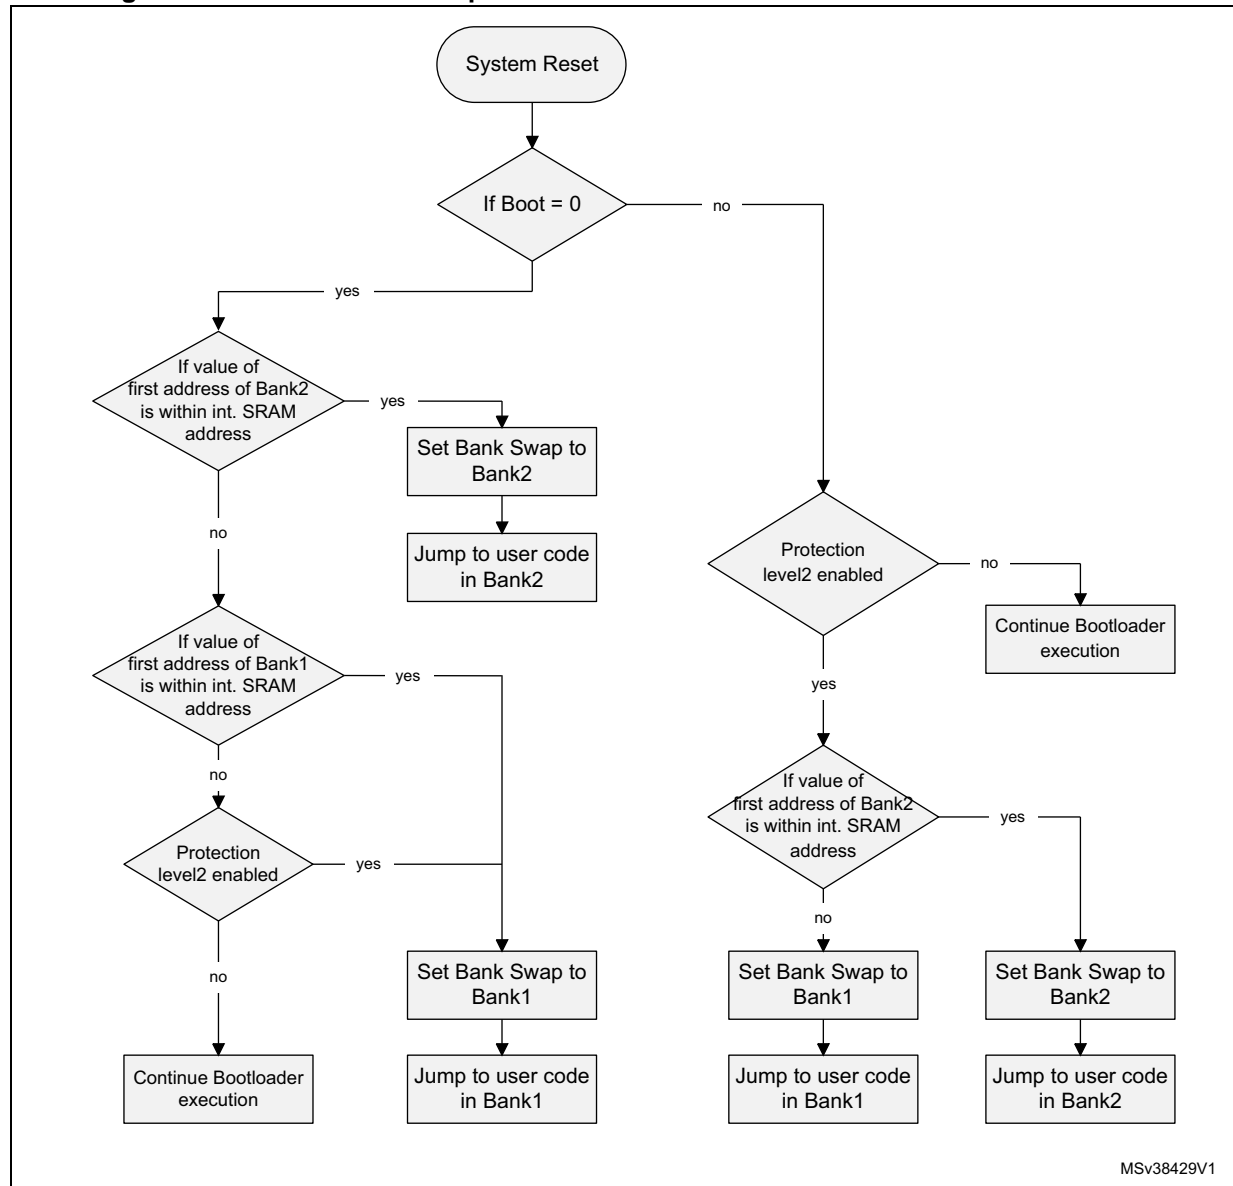 System Reset
If Boot = 0
no
yes
If value of
first address of Bank2
is within int. SRAM
address
yes
Set Bank Swap to
Bank2
no
Jump to user code
in Bank2
Protection
level2 enabled
no
Continue Bootloader
execution
If value of
first address of Bank1
is within int. SRAM
address
yes
yes
no
If value of
first address of Bank2
is within int. SRAM
address
yes
Protection
level2 enabled
yes
no
no
Set Bank Swap to
Bank1
Set Bank Swap to
Bank1
Set Bank Swap to
Bank2
Continue Bootloader
execution
Jump to user code
in Bank1
Jump to user code
in Bank1
Jump to user code
in Bank2
MSv38429V1